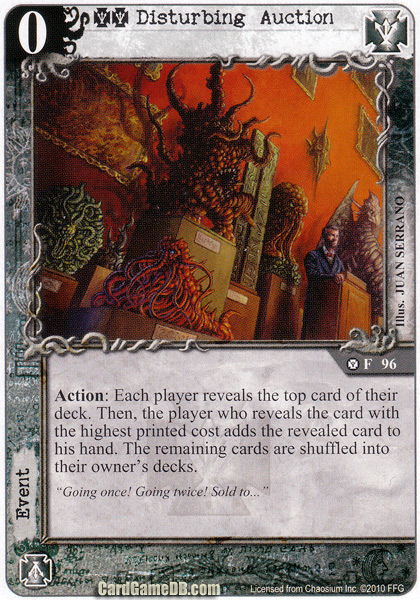 0 Disturbing Auction
Illus. JUAN SERRANO
F 96
Action: Each player reveals the top card of their
deck. Then, the player who reveals the card with
the highest printed cost adds the revealed card to
his hand. The remaining cards are shuffled into
their owner's decks.
"Going once! Going twice! Sold to..."
Event
Licensed from Chaosium Inc. ©2010 FFG
CardGameDB.com